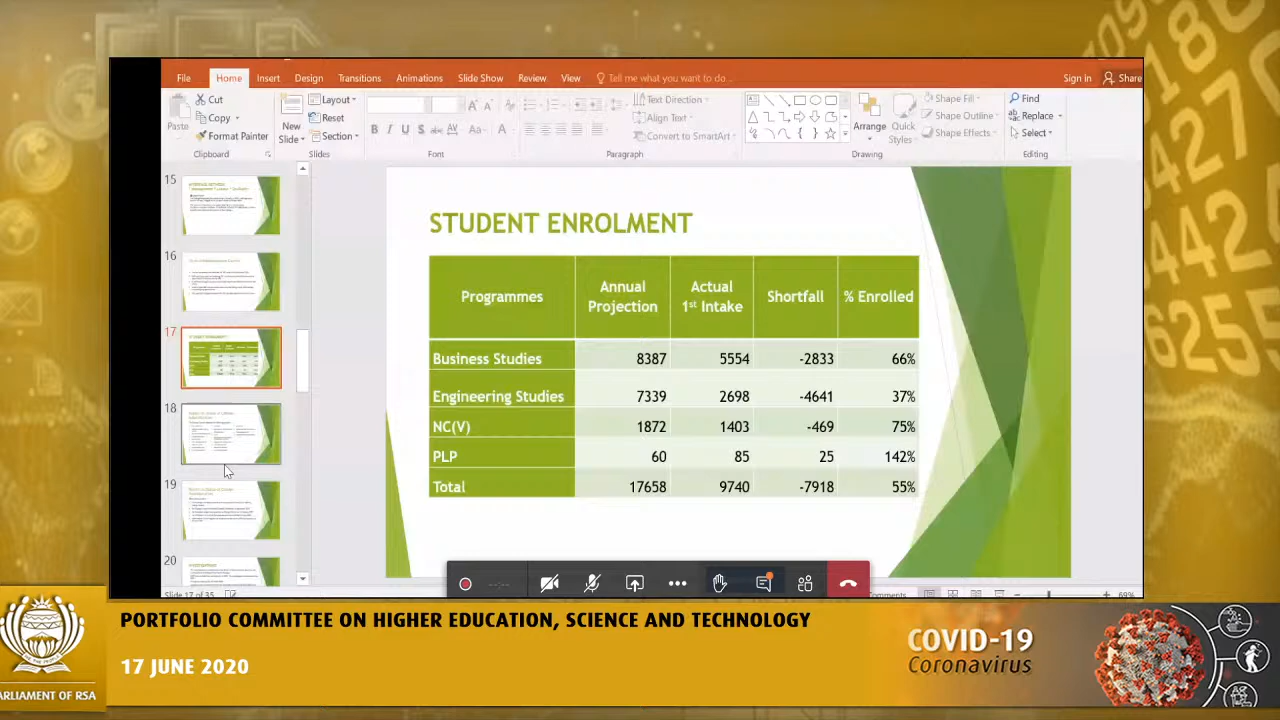 File Home Insert Design Transitions Animations Slide Show Review View Tell me what you want to do... Sign in Share
Paste
Cut
Copy
Format Painter
Clipboard
New
Slide
Layout
Reset
Section
Slides
Font
Paragraph
Text Direction
Align Text
Convert to SmartArt
Arrange
Quick
Styles
Shape Fill
Shape Outline
Shape Effects
Drawing
Find
Replace
Select
Editing
15
16
17
18
19
20
STUDENT ENROLMENT
Programmes Annual Projection Actual 1st Intake Shortfall % Enrolled
Business Studies 8387 5554 -2833 66%
Engineering Studies 7339 2698 -4641 37%
NC(V) 1872 1403 -469 75%
PLP 60 85 25 142%
Total 17658 9740 -7918 55%
Slide 17 of 35
69%
PORTFOLIO COMMITTEE ON HIGHER EDUCATION, SCIENCE AND TECHNOLOGY
17 JUNE 2020
COVID-19
Coronavirus
ARLIAMENT OF RSA